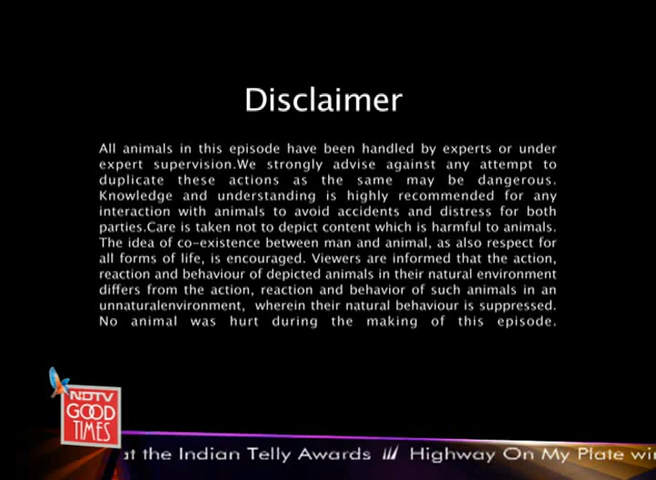 Disclaimer
All animals in this episode have been handled by experts or under
expert supervision.We strongly advise against any attempt to
duplicate these actions as the same may be dangerous.
Knowledge and understanding is highly recommended for any
interaction with animals to avoid accidents and distress for both
parties.Care is taken not to depict content which is harmful to animals.
The idea of co-existence between man and animal, as also respect for
all forms of life, is encouraged. Viewers are informed that the action,
reaction and behaviour of depicted animals in their natural environment
differs from the action, reaction and behavior of such animals in an
unnaturalenvironment, wherein their natural behaviour is suppressed.
No animal was hurt during the making of this episode.
NDTV
GOOD
TIMES
at the Indian Telly Awards /// Highway On My Plate win